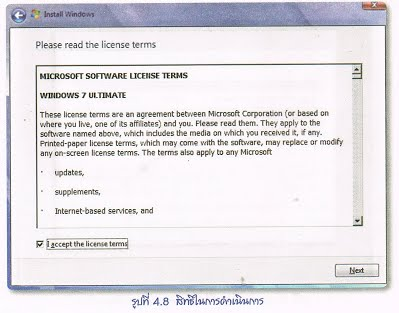 Install Windows
Please read the license terms
MICROSOFT SOFTWARE LICENSE TERMS
WINDOWS 7 ULTIMATE
These license terms are an agreement between Microsoft Corporation (or based on
where you live, one of its affiliates) and you. Please read them. They apply to the
software named above, which includes the media on which you received it, if any.
Printed-paper license terms, which may come with the software, may replace or modify
any on-screen license terms. The terms also apply to any Microsoft
· updates,
· supplements,
· Internet-based services, and
I accept the license terms
Next
รูปที่ 4.8 สิทธิในการดำเนินการ